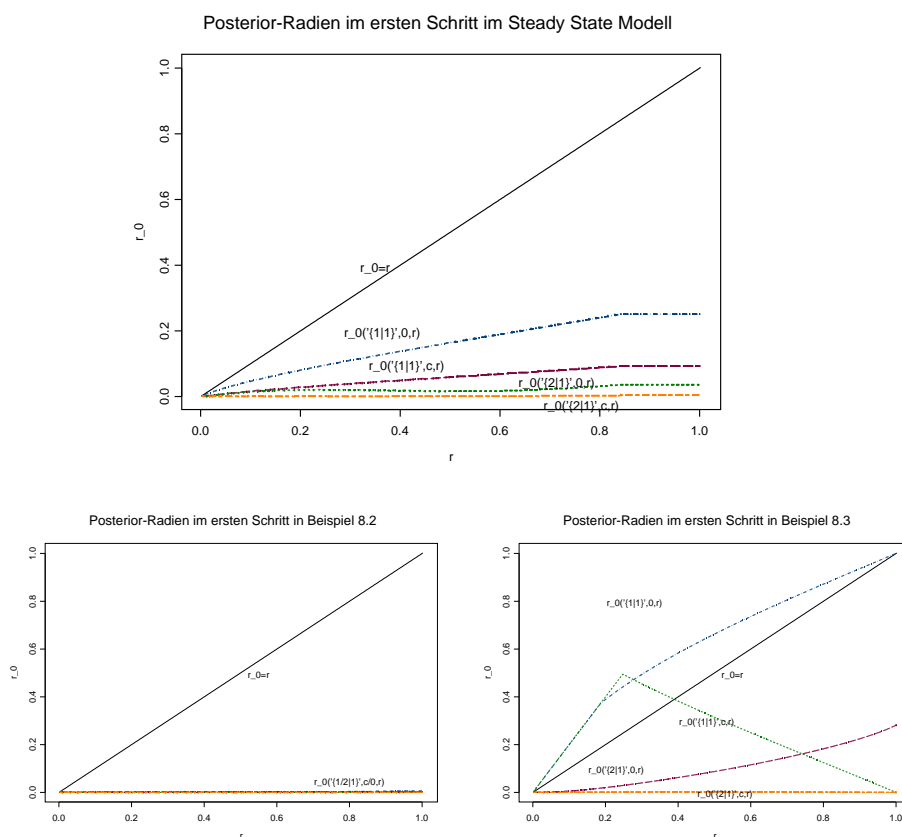 Posterior-Radien im ersten Schritt im Steady State Modell
1.0
0.8
0.6
0.4
0.2
0.0
r_0
r_0=r
r_0('{1|1}',0,r)
r_0('{1|1}',c,r)
r_0('{2|1}',0,r)
r_0('{2|1}',c,r)
0.0 0.2 0.4 0.6 0.8 1.0
r
Posterior-Radien im ersten Schritt in Beispiel 8.2
1.0
0.8
0.6
0.4
0.2
0.0
r_0
r_0=r
r_0('{1/2|1}',c/0,r)
0.0 0.2 0.4 0.6 0.8 1.0
r
Posterior-Radien im ersten Schritt in Beispiel 8.3
1.0
0.8
0.6
0.4
0.2
0.0
r_0
r_0('{1|1}',0,r)
r_0=r
r_0('{1|1}',c,r)
r_0('{2|1}',0,r)
r_0('{2|1}',c,r)
0.0 0.2 0.4 0.6 0.8 1.0
r